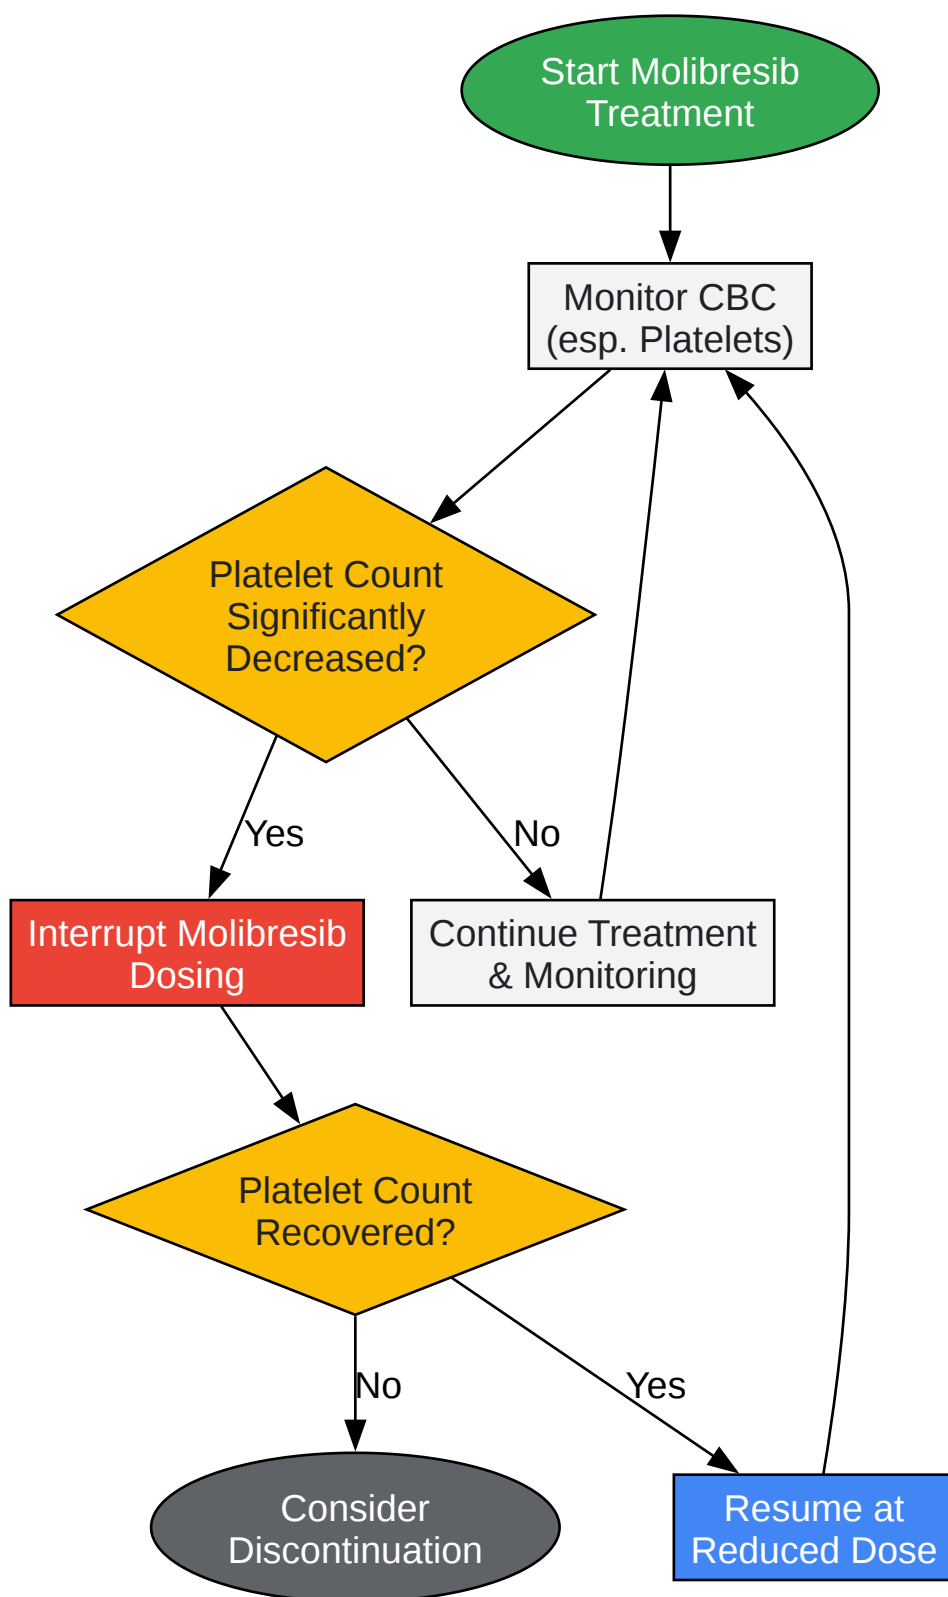 Start Molibresib
Treatment
Monitor CBC
(esp. Platelets)
Platelet Count
Significantly
Decreased?
Yes
No
Interrupt Molibresib
Dosing
Continue Treatment
& Monitoring
Platelet Count
Recovered?
No
Yes
Consider
Discontinuation
Resume at
Reduced Dose